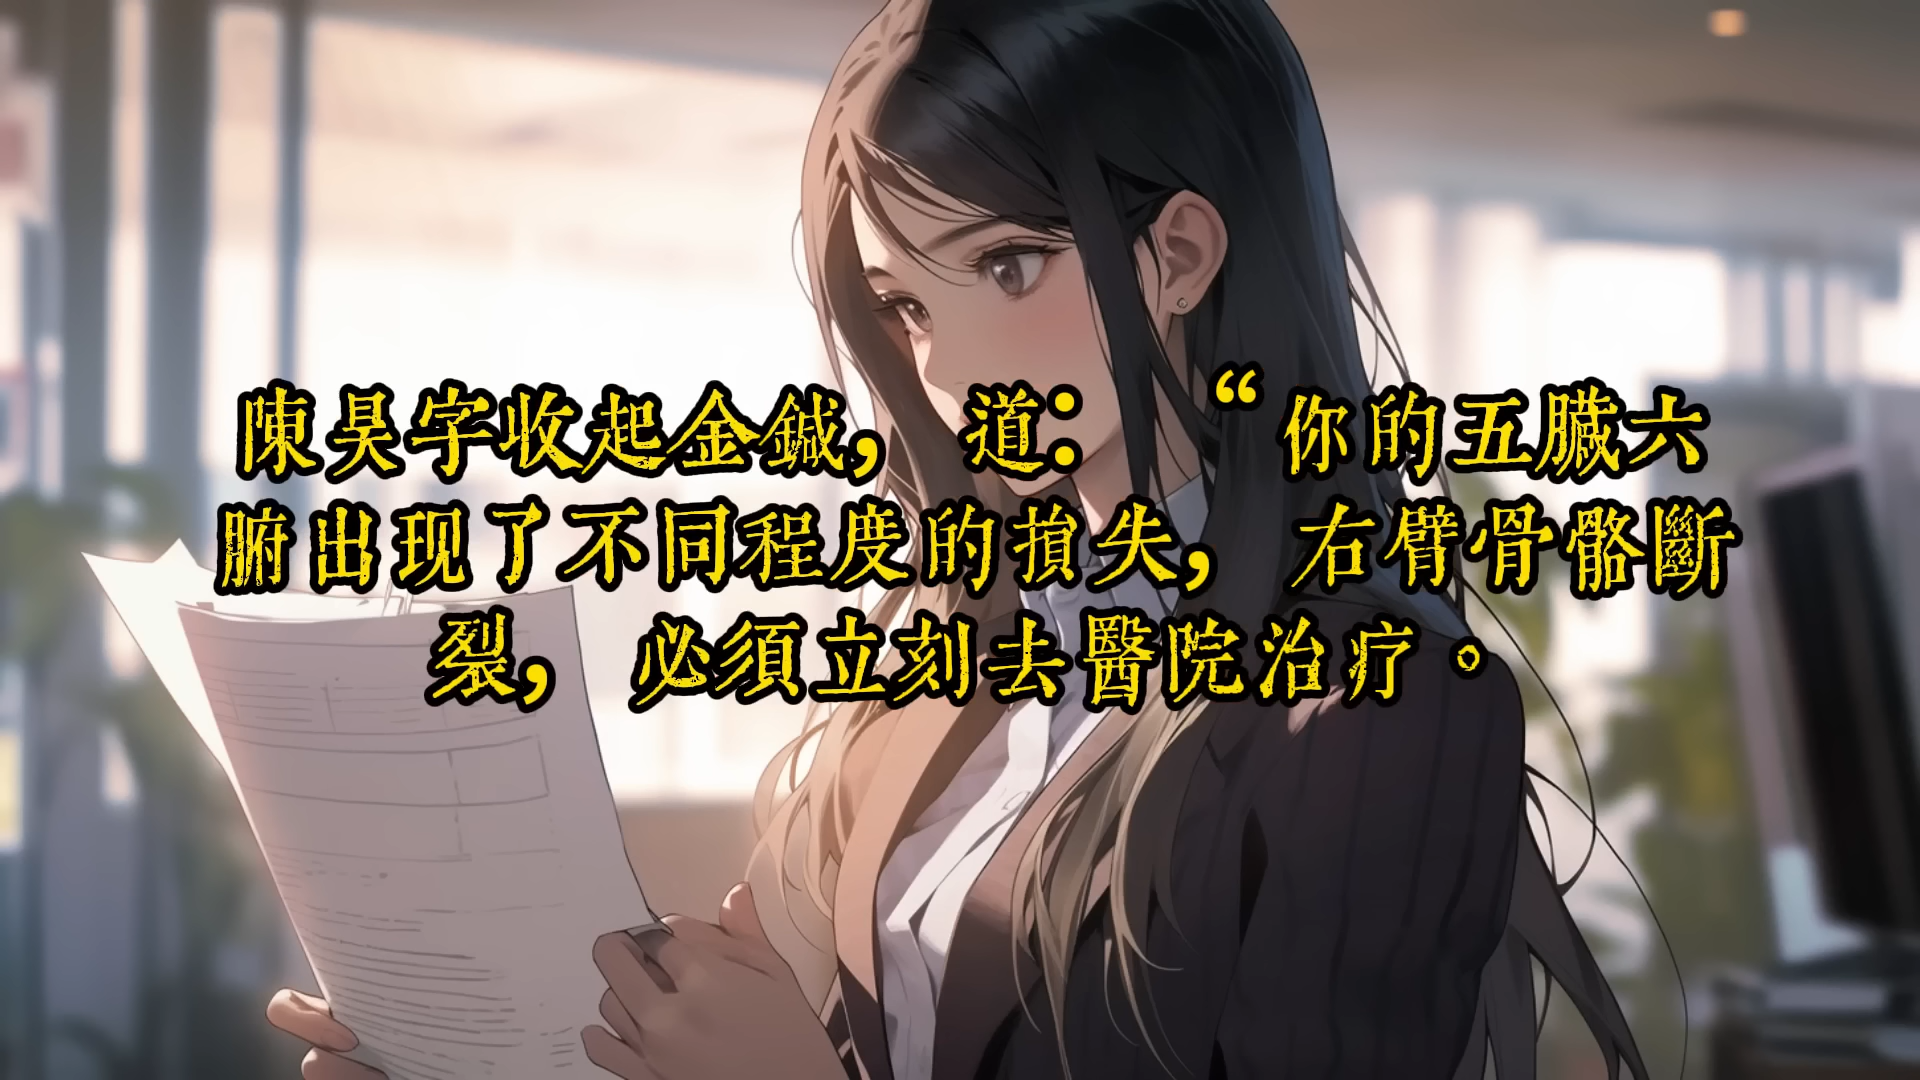 陳昊宇收起金鍼，道：“你的五臟六
腑出现了不同程度的損失，右臂骨骼斷
裂，必須立刻去醫院治疗。